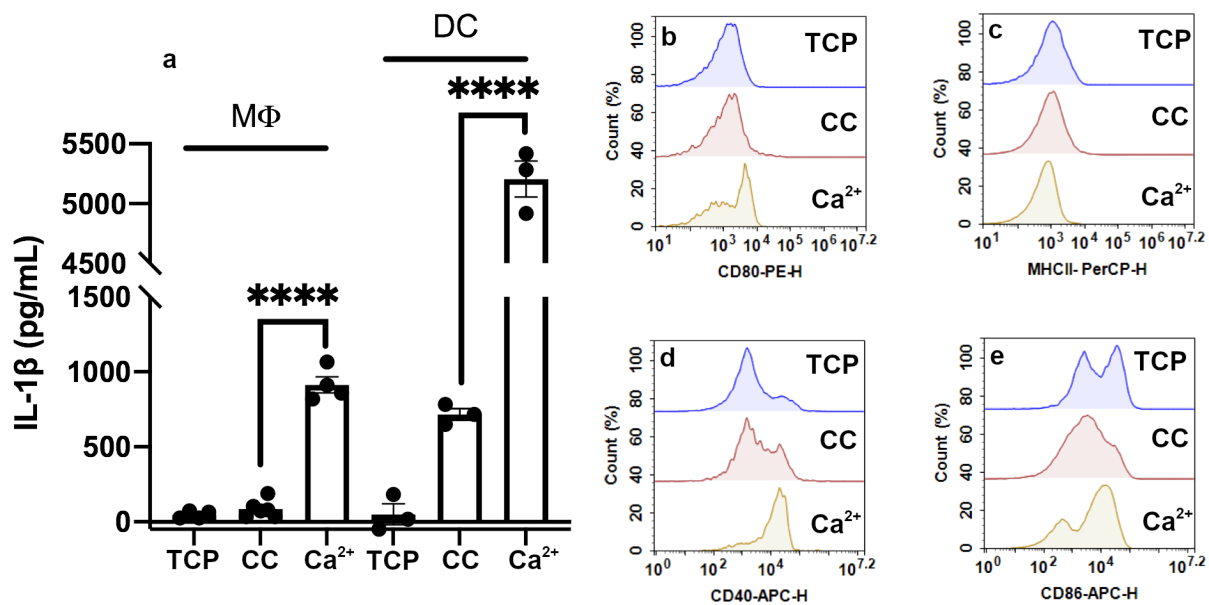 a
DC
****
MΦ
****
IL-1β (pg/mL)
5500
5000
4500
1500
1000
500
0
TCP CC Ca²⁺ TCP CC Ca²⁺
b
TCP
CC
Ca²⁺
Count (%)
100
80
60
40
20
0
10¹ 10³ 10⁴ 10⁵ 10⁶ 10⁷·²
CD80-PE-H
c
TCP
CC
Ca²⁺
Count (%)
100
80
60
40
20
0
10¹ 10³ 10⁴ 10⁵ 10⁶ 10⁷·²
MHCII- PerCP-H
d
TCP
CC
Ca²⁺
Count (%)
100
80
60
40
20
0
10⁰ 10² 10⁴ 10⁷·²
CD40-APC-H
e
TCP
CC
Ca²⁺
Count (%)
100
80
60
40
20
0
10⁰ 10² 10⁴ 10⁷·²
CD86-APC-H